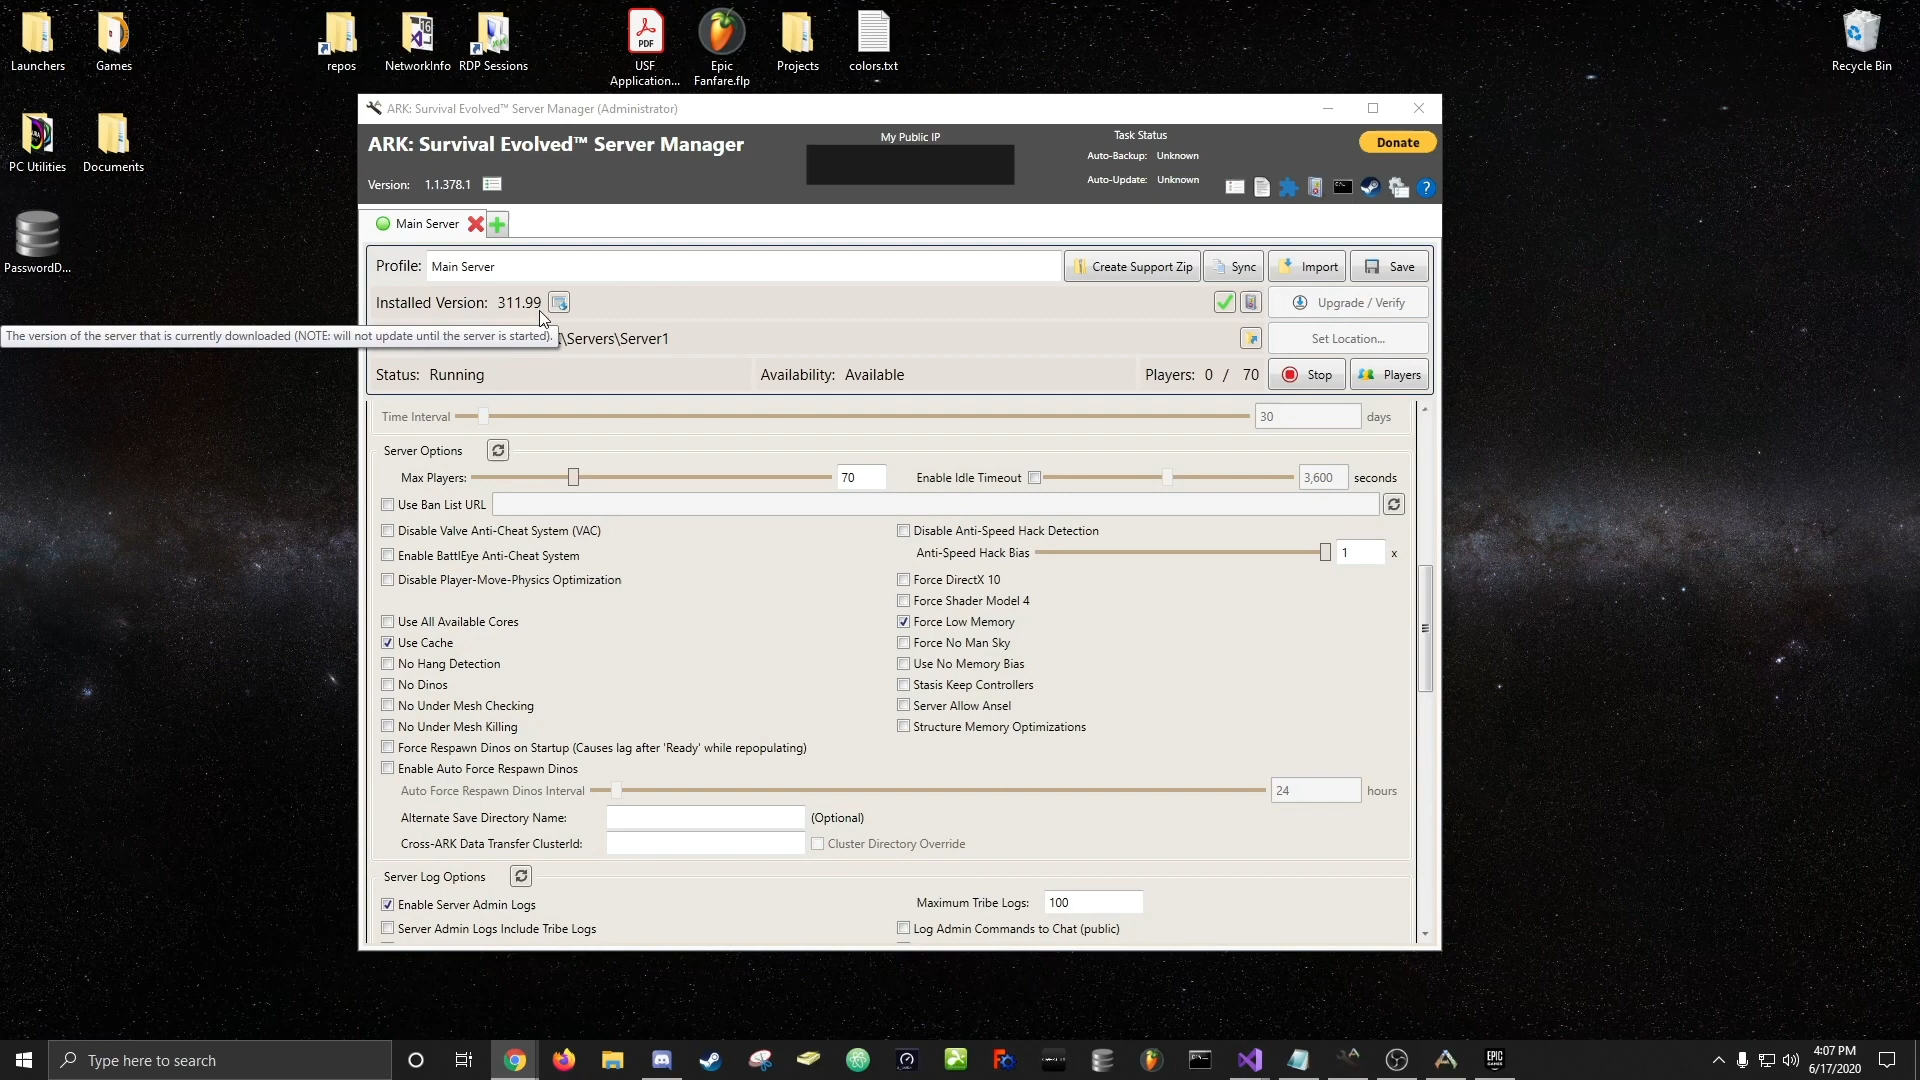 Launchers
Games
repos
NetworkInfo
RDP Sessions
USF
Application...
Epic
Fanfare.flp
Projects
colors.txt
Recycle Bin
PC Utilities
Documents
PasswordD...
ARK: Survival Evolved™ Server Manager (Administrator)
ARK: Survival Evolved™ Server Manager
My Public IP
Task Status
Auto-Backup: Unknown
Auto-Update: Unknown
Donate
Version: 1.1.378.1
Main Server
Profile: Main Server
Create Support Zip
Sync
Import
Save
Installed Version: 311.99
Upgrade / Verify
The version of the server that is currently downloaded (NOTE: will not update until the server is started).
\Servers\Server1
Set Location...
Status: Running
Availability: Available
Players: 0 / 70
Stop
Players
Time Interval
30
days
Server Options
Max Players:
70
Enable Idle Timeout
3,600
seconds
Use Ban List URL
Disable Valve Anti-Cheat System (VAC)
Disable Anti-Speed Hack Detection
Enable BattlEye Anti-Cheat System
Anti-Speed Hack Bias
1
x
Disable Player-Move-Physics Optimization
Force DirectX 10
Force Shader Model 4
Use All Available Cores
Force Low Memory
Use Cache
Force No Man Sky
No Hang Detection
Use No Memory Bias
No Dinos
Stasis Keep Controllers
No Under Mesh Checking
Server Allow Ansel
No Under Mesh Killing
Structure Memory Optimizations
Force Respawn Dinos on Startup (Causes lag after 'Ready' while repopulating)
Enable Auto Force Respawn Dinos
Auto Force Respawn Dinos Interval
24
hours
Alternate Save Directory Name:
(Optional)
Cross-ARK Data Transfer ClusterId:
Cluster Directory Override
Server Log Options
Enable Server Admin Logs
Maximum Tribe Logs:
100
Server Admin Logs Include Tribe Logs
Log Admin Commands to Chat (public)
Type here to search
4:07 PM
6/17/2020